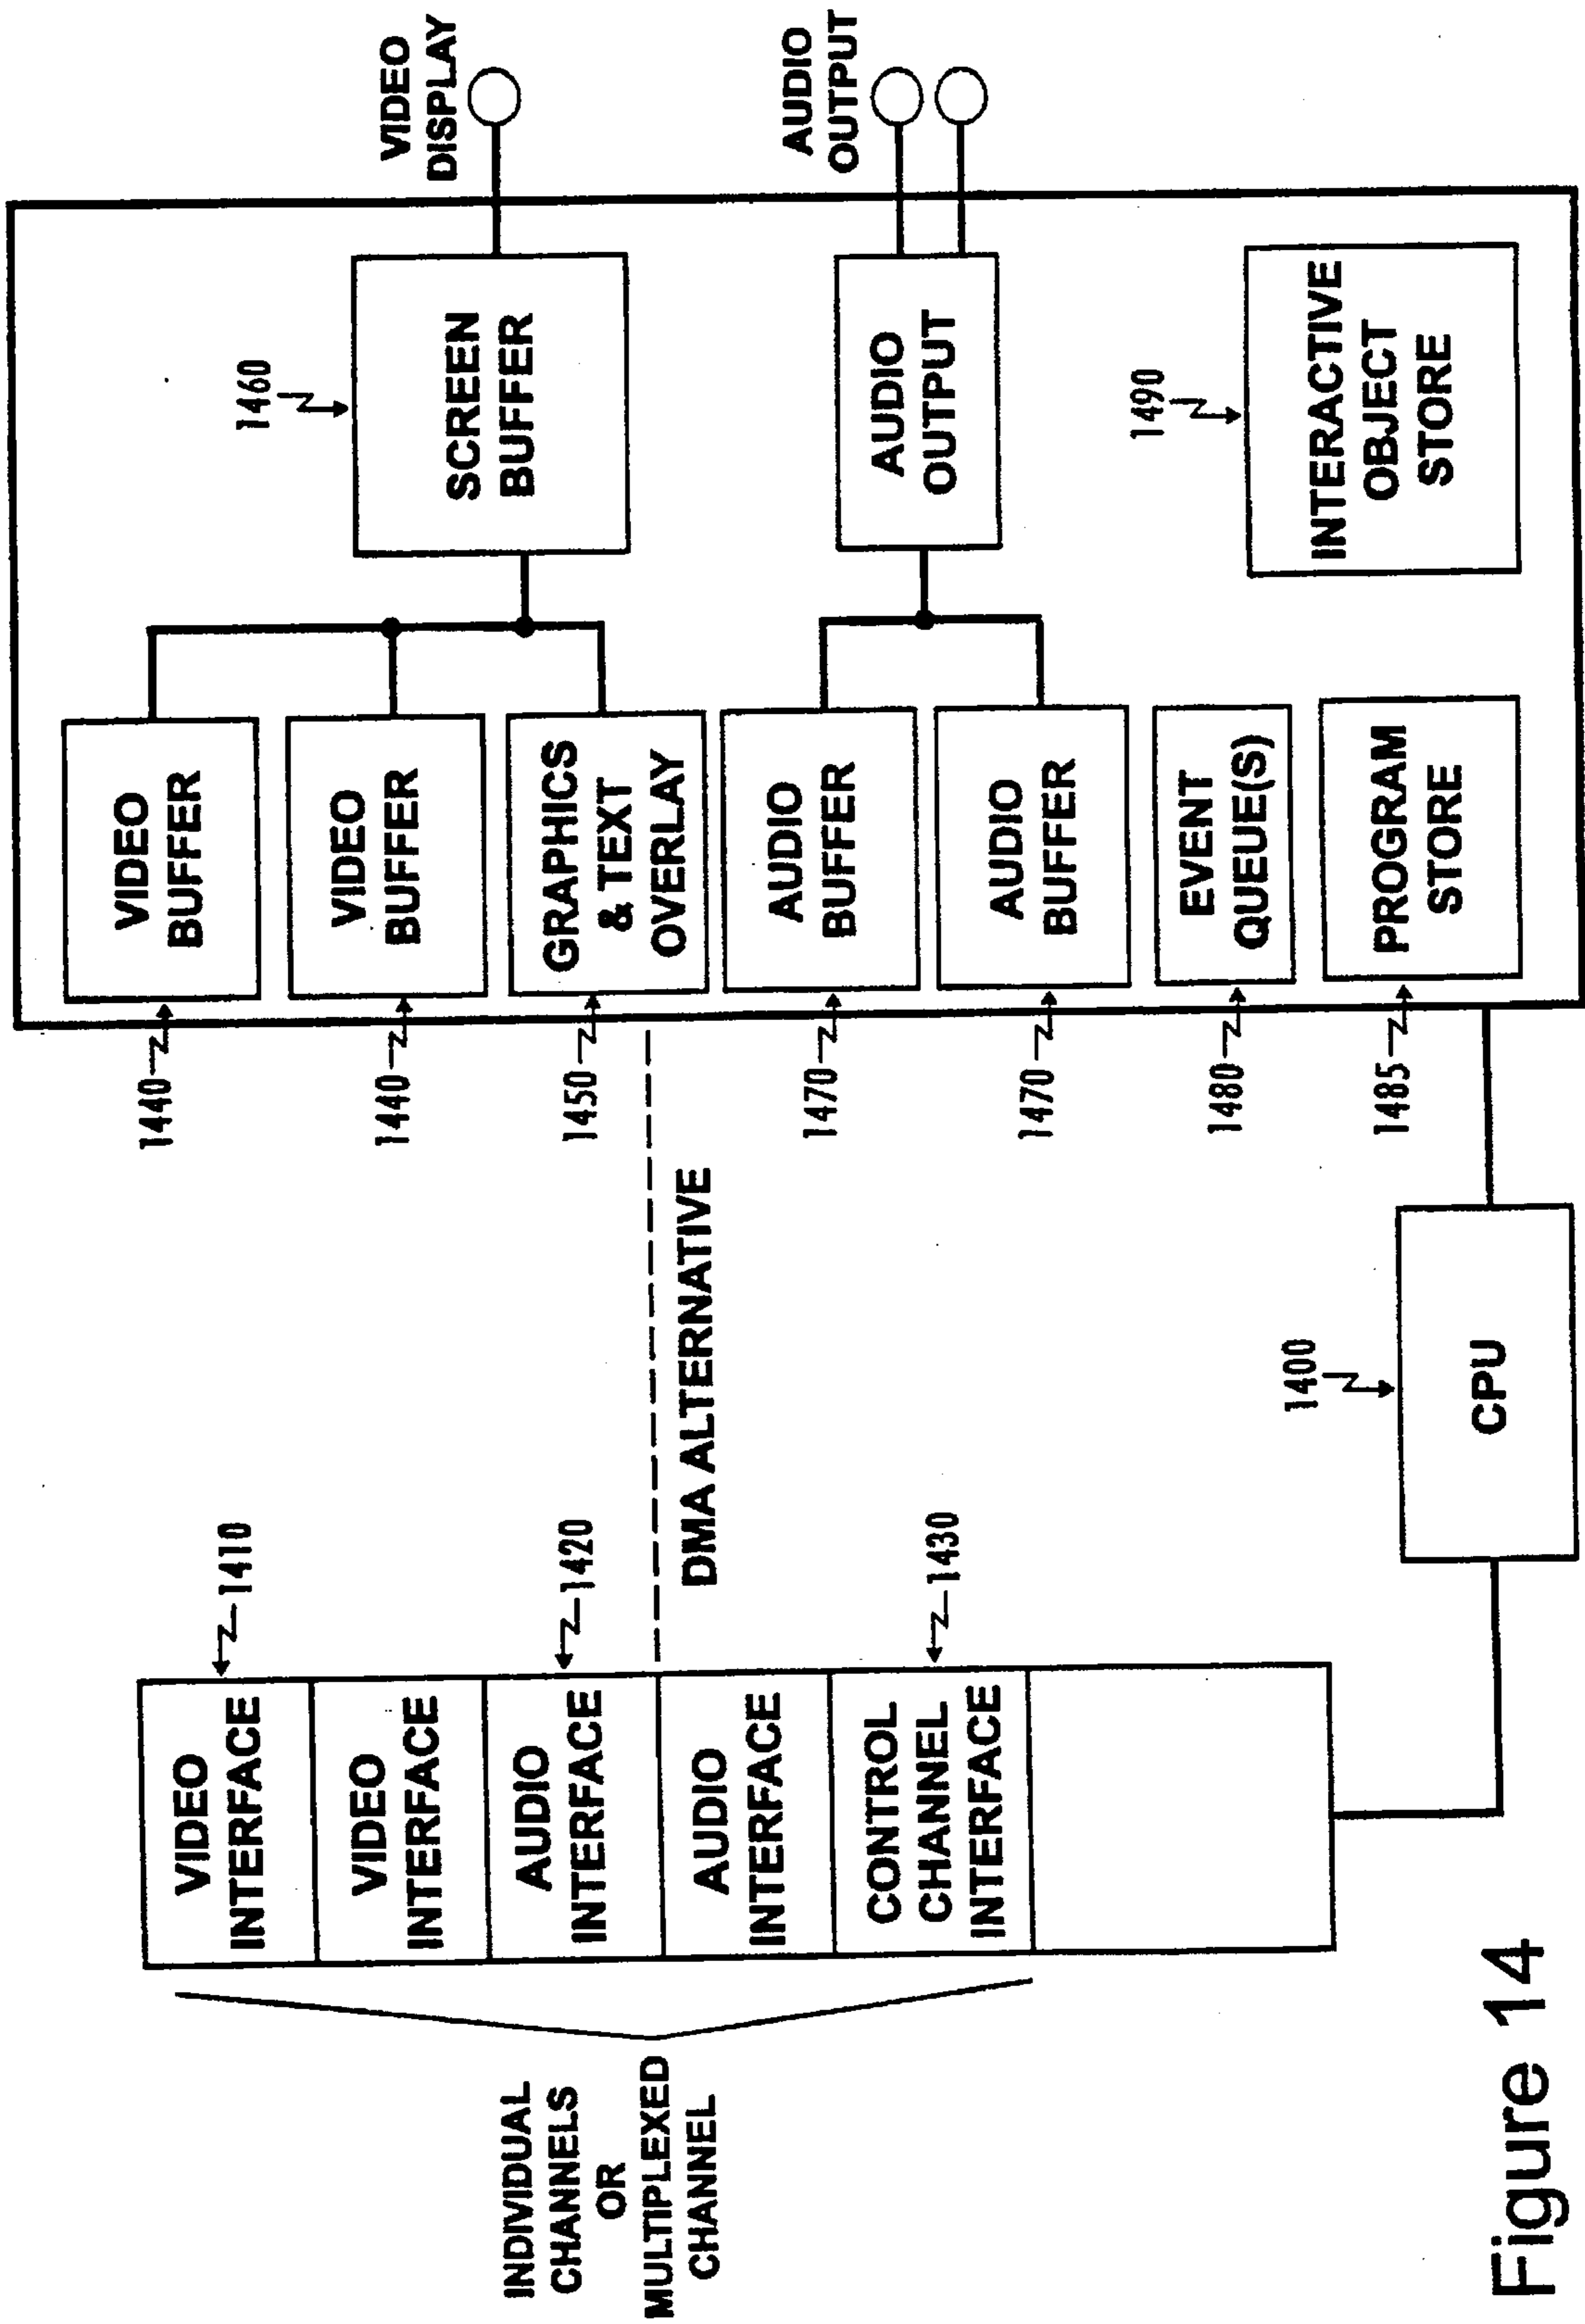 INDIVIDUAL
CHANNELS
OR
MULTIPLEXED
CHANNEL
VIDEO
INTERFACE
1410
VIDEO
INTERFACE
AUDIO
INTERFACE
1420
AUDIO
INTERFACE
CONTROL
CHANNEL
INTERFACE
1430
DMA ALTERNATIVE
1400
CPU
1440
VIDEO
BUFFER
1440
VIDEO
BUFFER
1450
GRAPHICS
& TEXT
OVERLAY
1470
AUDIO
BUFFER
1470
AUDIO
BUFFER
1480
EVENT
QUEUE(S)
1485
PROGRAM
STORE
1460
SCREEN
BUFFER
AUDIO
OUTPUT
1490
INTERACTIVE
OBJECT
STORE
VIDEO
DISPLAY
AUDIO
OUTPUT
Figure 14